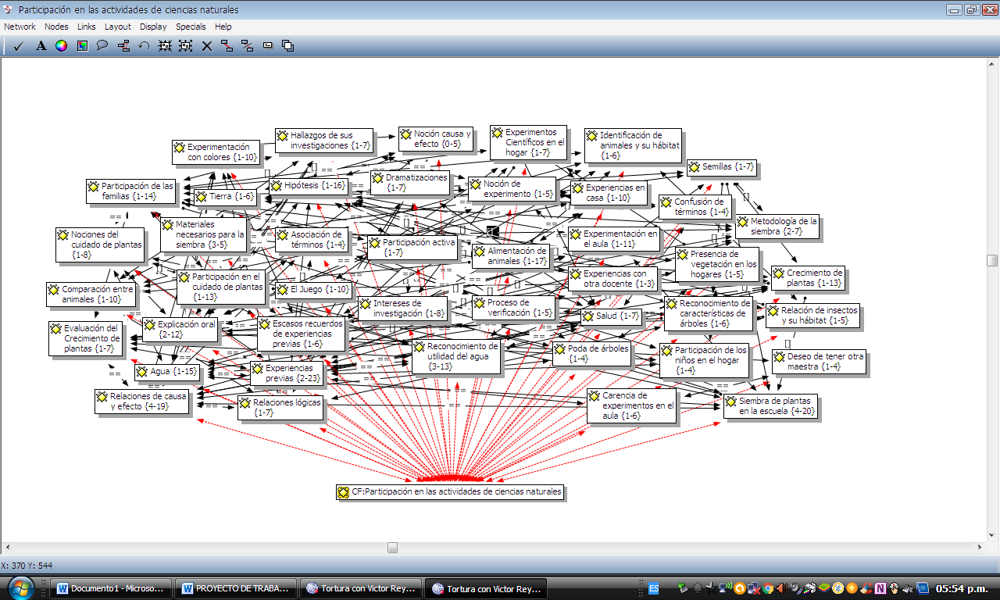 Participación en las actividades de ciencias naturales
Network Nodes Links Layout Display Specials Help
Hallazgos de sus
investigaciones {1-7}
Noción causa y
efecto {0-5}
Experimentos
Científicos en el
hogar {1-7}
Identificación de
animales y su hábitat
{1-6}
Experimentación
con colores {1-10}
Semillas {1-7}
Participación de las
familias {1-14}
Tierra {1-6}
Hipótesis {1-16}
Dramatizaciones
{1-7}
Noción de
experimento {1-5}
Experiencias en
casa {1-10}
Confusión de
términos {1-4}
Metodología de la
siembra {2-7}
Nociones del
cuidado de plantas
{1-8}
Materiales
necesarios para la
siembra {3-5}
Asociación de
términos {1-4}
Participación activa
{1-7}
Alimentación de
animales {1-17}
Experimentación en
el aula {1-11}
Presencia de
vegetación en los
hogares {1-5}
Crecimiento de
plantas {1-13}
Comparación entre
animales {1-10}
Participación en el
cuidado de plantas
{1-13}
El Juego {1-10}
Intereses de
investigación {1-8}
Proceso de
verificación {1-5}
Experiencias con
otra docente {1-3}
Salud {1-7}
Reconocimiento de
características de
árboles {1-6}
Relación de insectos
y su hábitat {1-5}
Evaluación del
Crecimiento de
plantas {1-7}
Explicación oral
{2-12}
Escasos recuerdos
de experiencias
previas {1-6}
Reconocimiento de
utilidad del agua
{3-13}
Poda de árboles
{1-4}
Participación de los
niños en el hogar
{1-4}
Deseo de tener otra
maestra {1-4}
Agua {1-15}
Experiencias
previas {2-23}
Relaciones de causa
y efecto {4-19}
Relaciones lógicas
{1-7}
Carencia de
experimentos en el
aula {1-6}
Siembra de plantas
en la escuela {4-20}
CF:Participación en las actividades de ciencias naturales
X: 370 Y: 544
Documento1 - Microso... PROYECTO DE TRABA... Tortura con Victor Rey... Tortura con Victor Rey... ES 05:54 p.m.